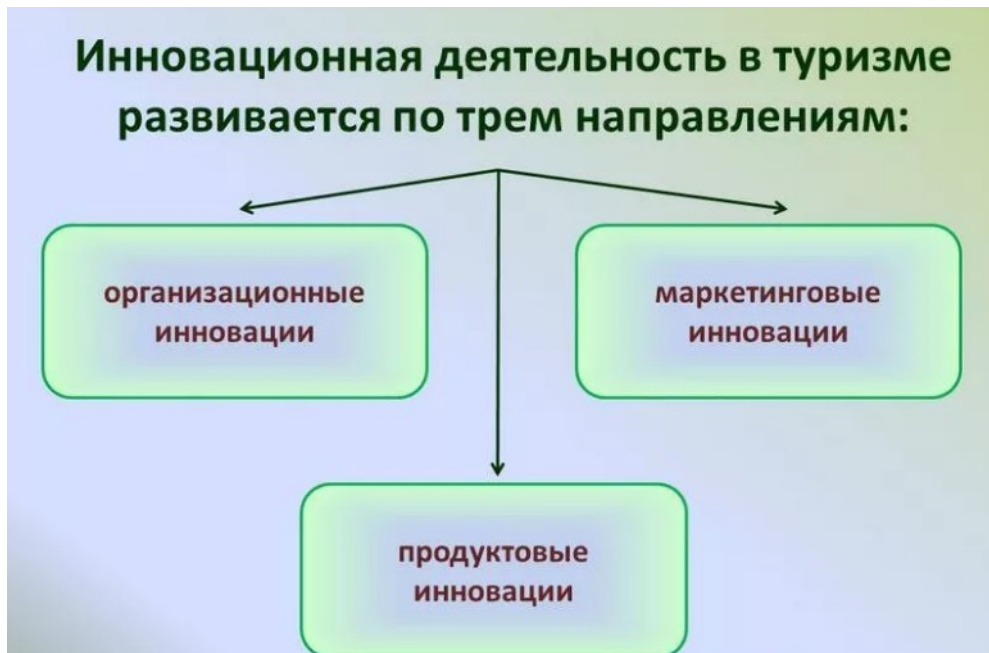 Инновационная деятельность в туризме
развивается по трем направлениям:
организационные
инновации
маркетинговые
инновации
продуктовые
инновации